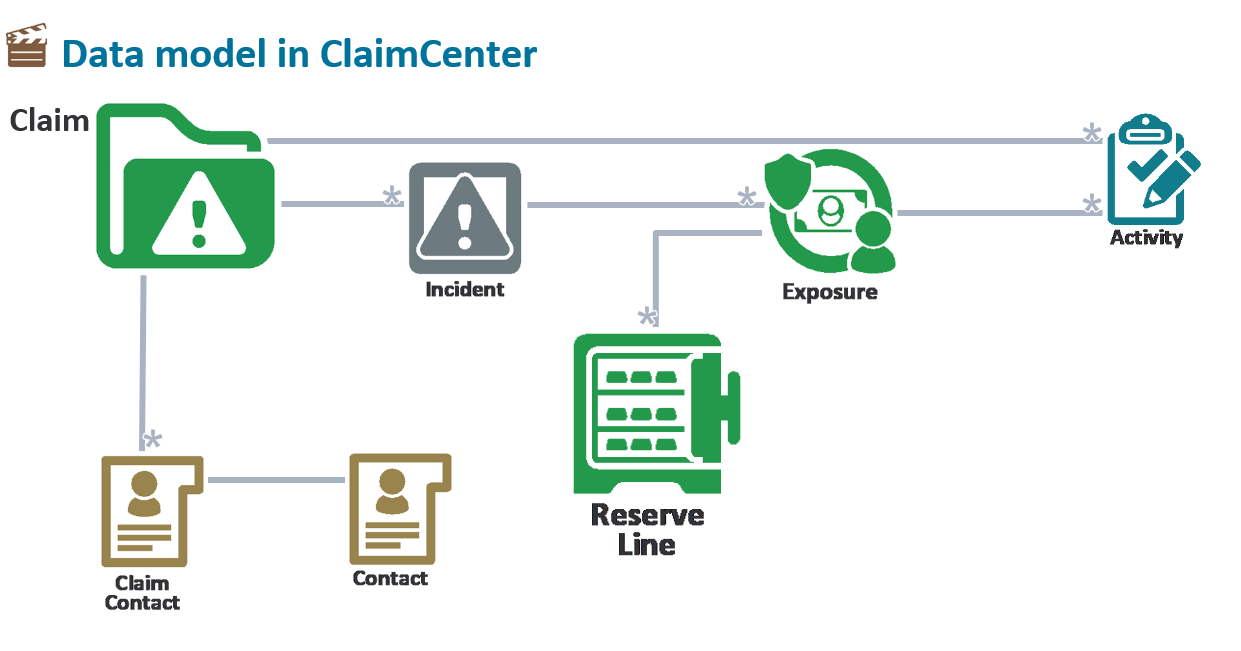 Data model in ClaimCenter
Claim
*
*
*
*
Activity
Incident
Exposure
*
Reserve
Line
*
Claim
Contact
Contact